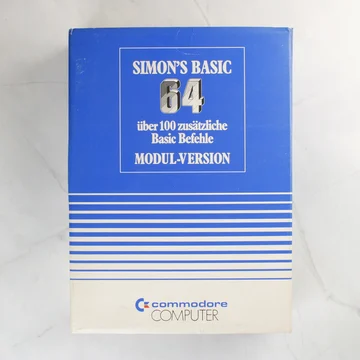 SIMON'S BASIC
64
über 100 zusätzliche
Basic Befehle
MODUL-VERSION
commodore
COMPUTER